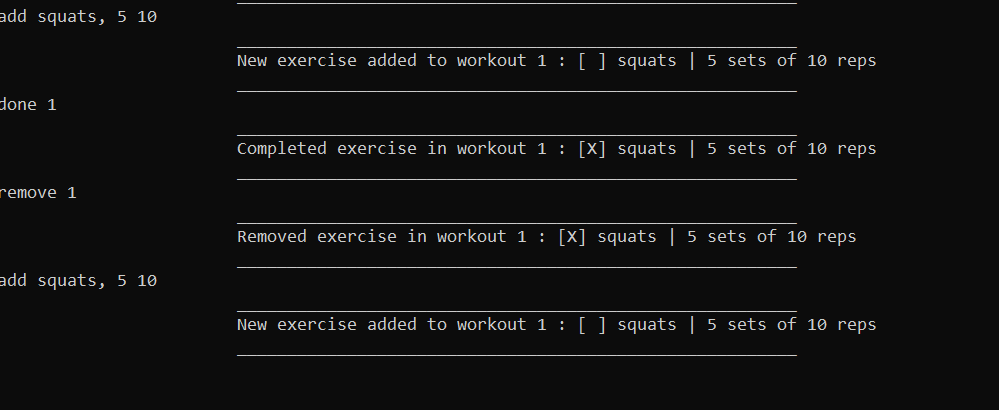 add squats, 5 10
New exercise added to workout 1 : [ ] squats | 5 sets of 10 reps
done 1
Completed exercise in workout 1 : [X] squats | 5 sets of 10 reps
remove 1
Removed exercise in workout 1 : [X] squats | 5 sets of 10 reps
add squats, 5 10
New exercise added to workout 1 : [ ] squats | 5 sets of 10 reps